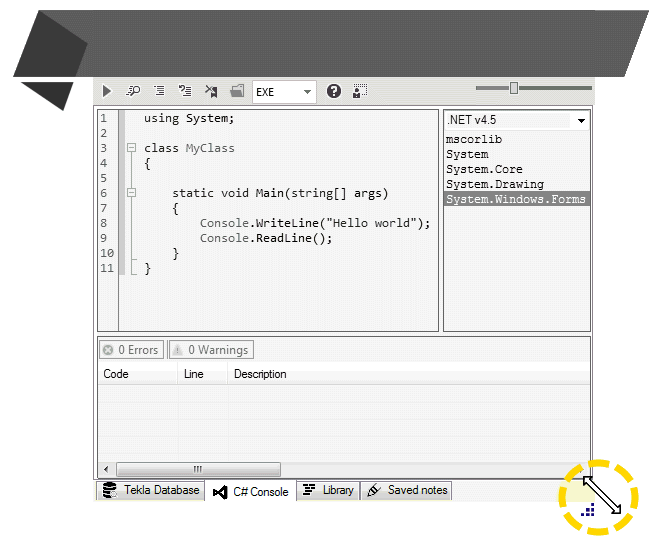 EXE
1 using System;
2
3 class MyClass
4 {
5
6 static void Main(string[] args)
7 {
8 Console.WriteLine("Hello world");
9 Console.ReadLine();
10 }
11 }
.NET v4.5
mscorlib
System
System.Core
System.Drawing
System.Windows.Forms
0 Errors 0 Warnings
Code Line Description
Tekla Database C# Console Library Saved notes